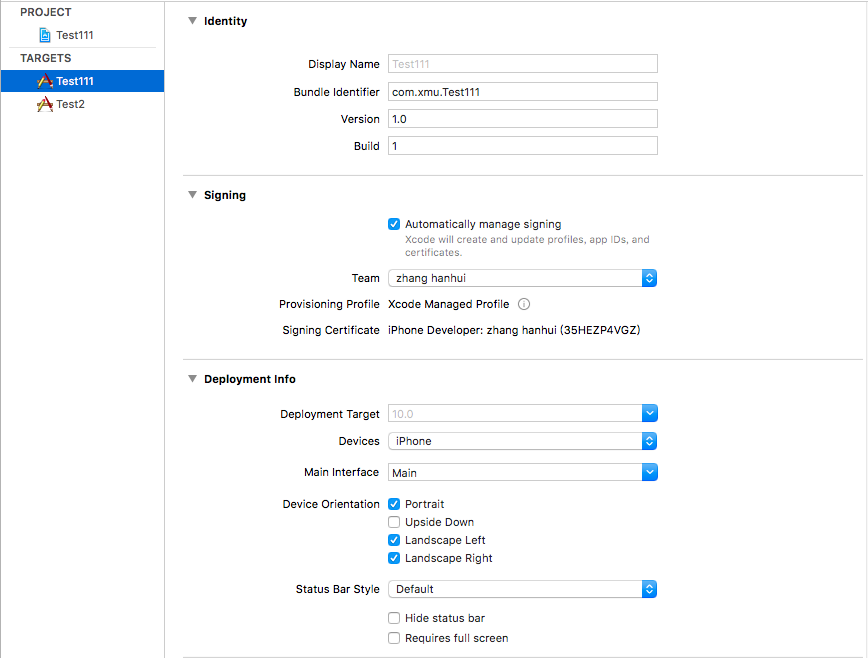 PROJECT
Test111
TARGETS
Test111
Test2
Identity
Display Name Test111
Bundle Identifier com.xmu.Test111
Version 1.0
Build 1
Signing
Automatically manage signing
Xcode will create and update profiles, app IDs, and
certificates.
Team zhang hanhui
Provisioning Profile Xcode Managed Profile
Signing Certificate iPhone Developer: zhang hanhui (35HEZP4VGZ)
Deployment Info
Deployment Target 10.0
Devices iPhone
Main Interface Main
Device Orientation Portrait
Upside Down
Landscape Left
Landscape Right
Status Bar Style Default
Hide status bar
Requires full screen